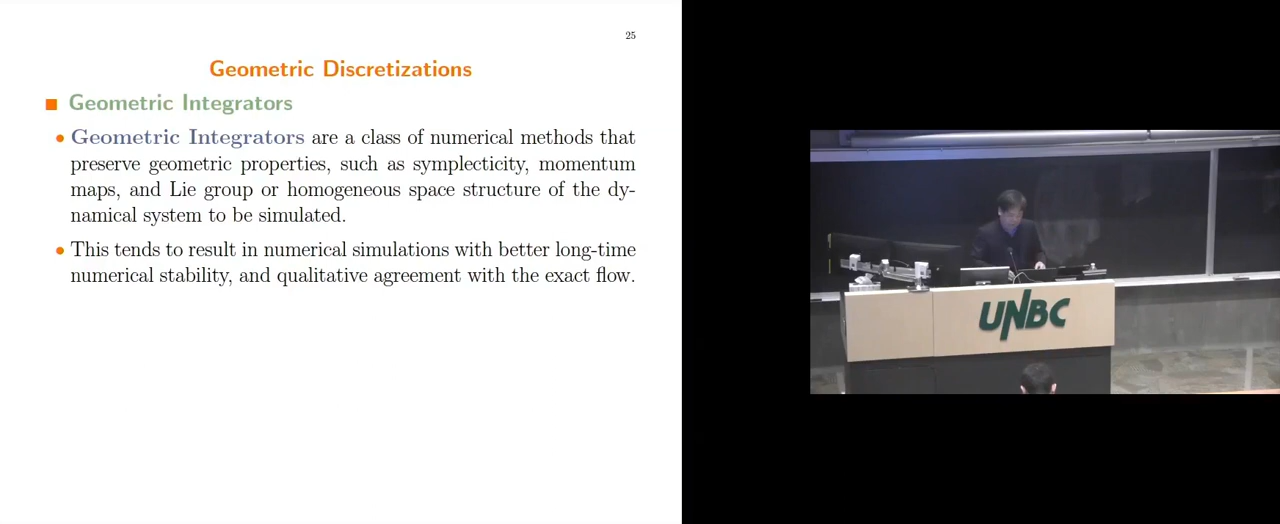 25
Geometric Discretizations
Geometric Integrators
• Geometric Integrators are a class of numerical methods that
preserve geometric properties, such as symplecticity, momentum
maps, and Lie group or homogeneous space structure of the dy-
namical system to be simulated.
• This tends to result in numerical simulations with better long-time
numerical stability, and qualitative agreement with the exact flow.
UNBC